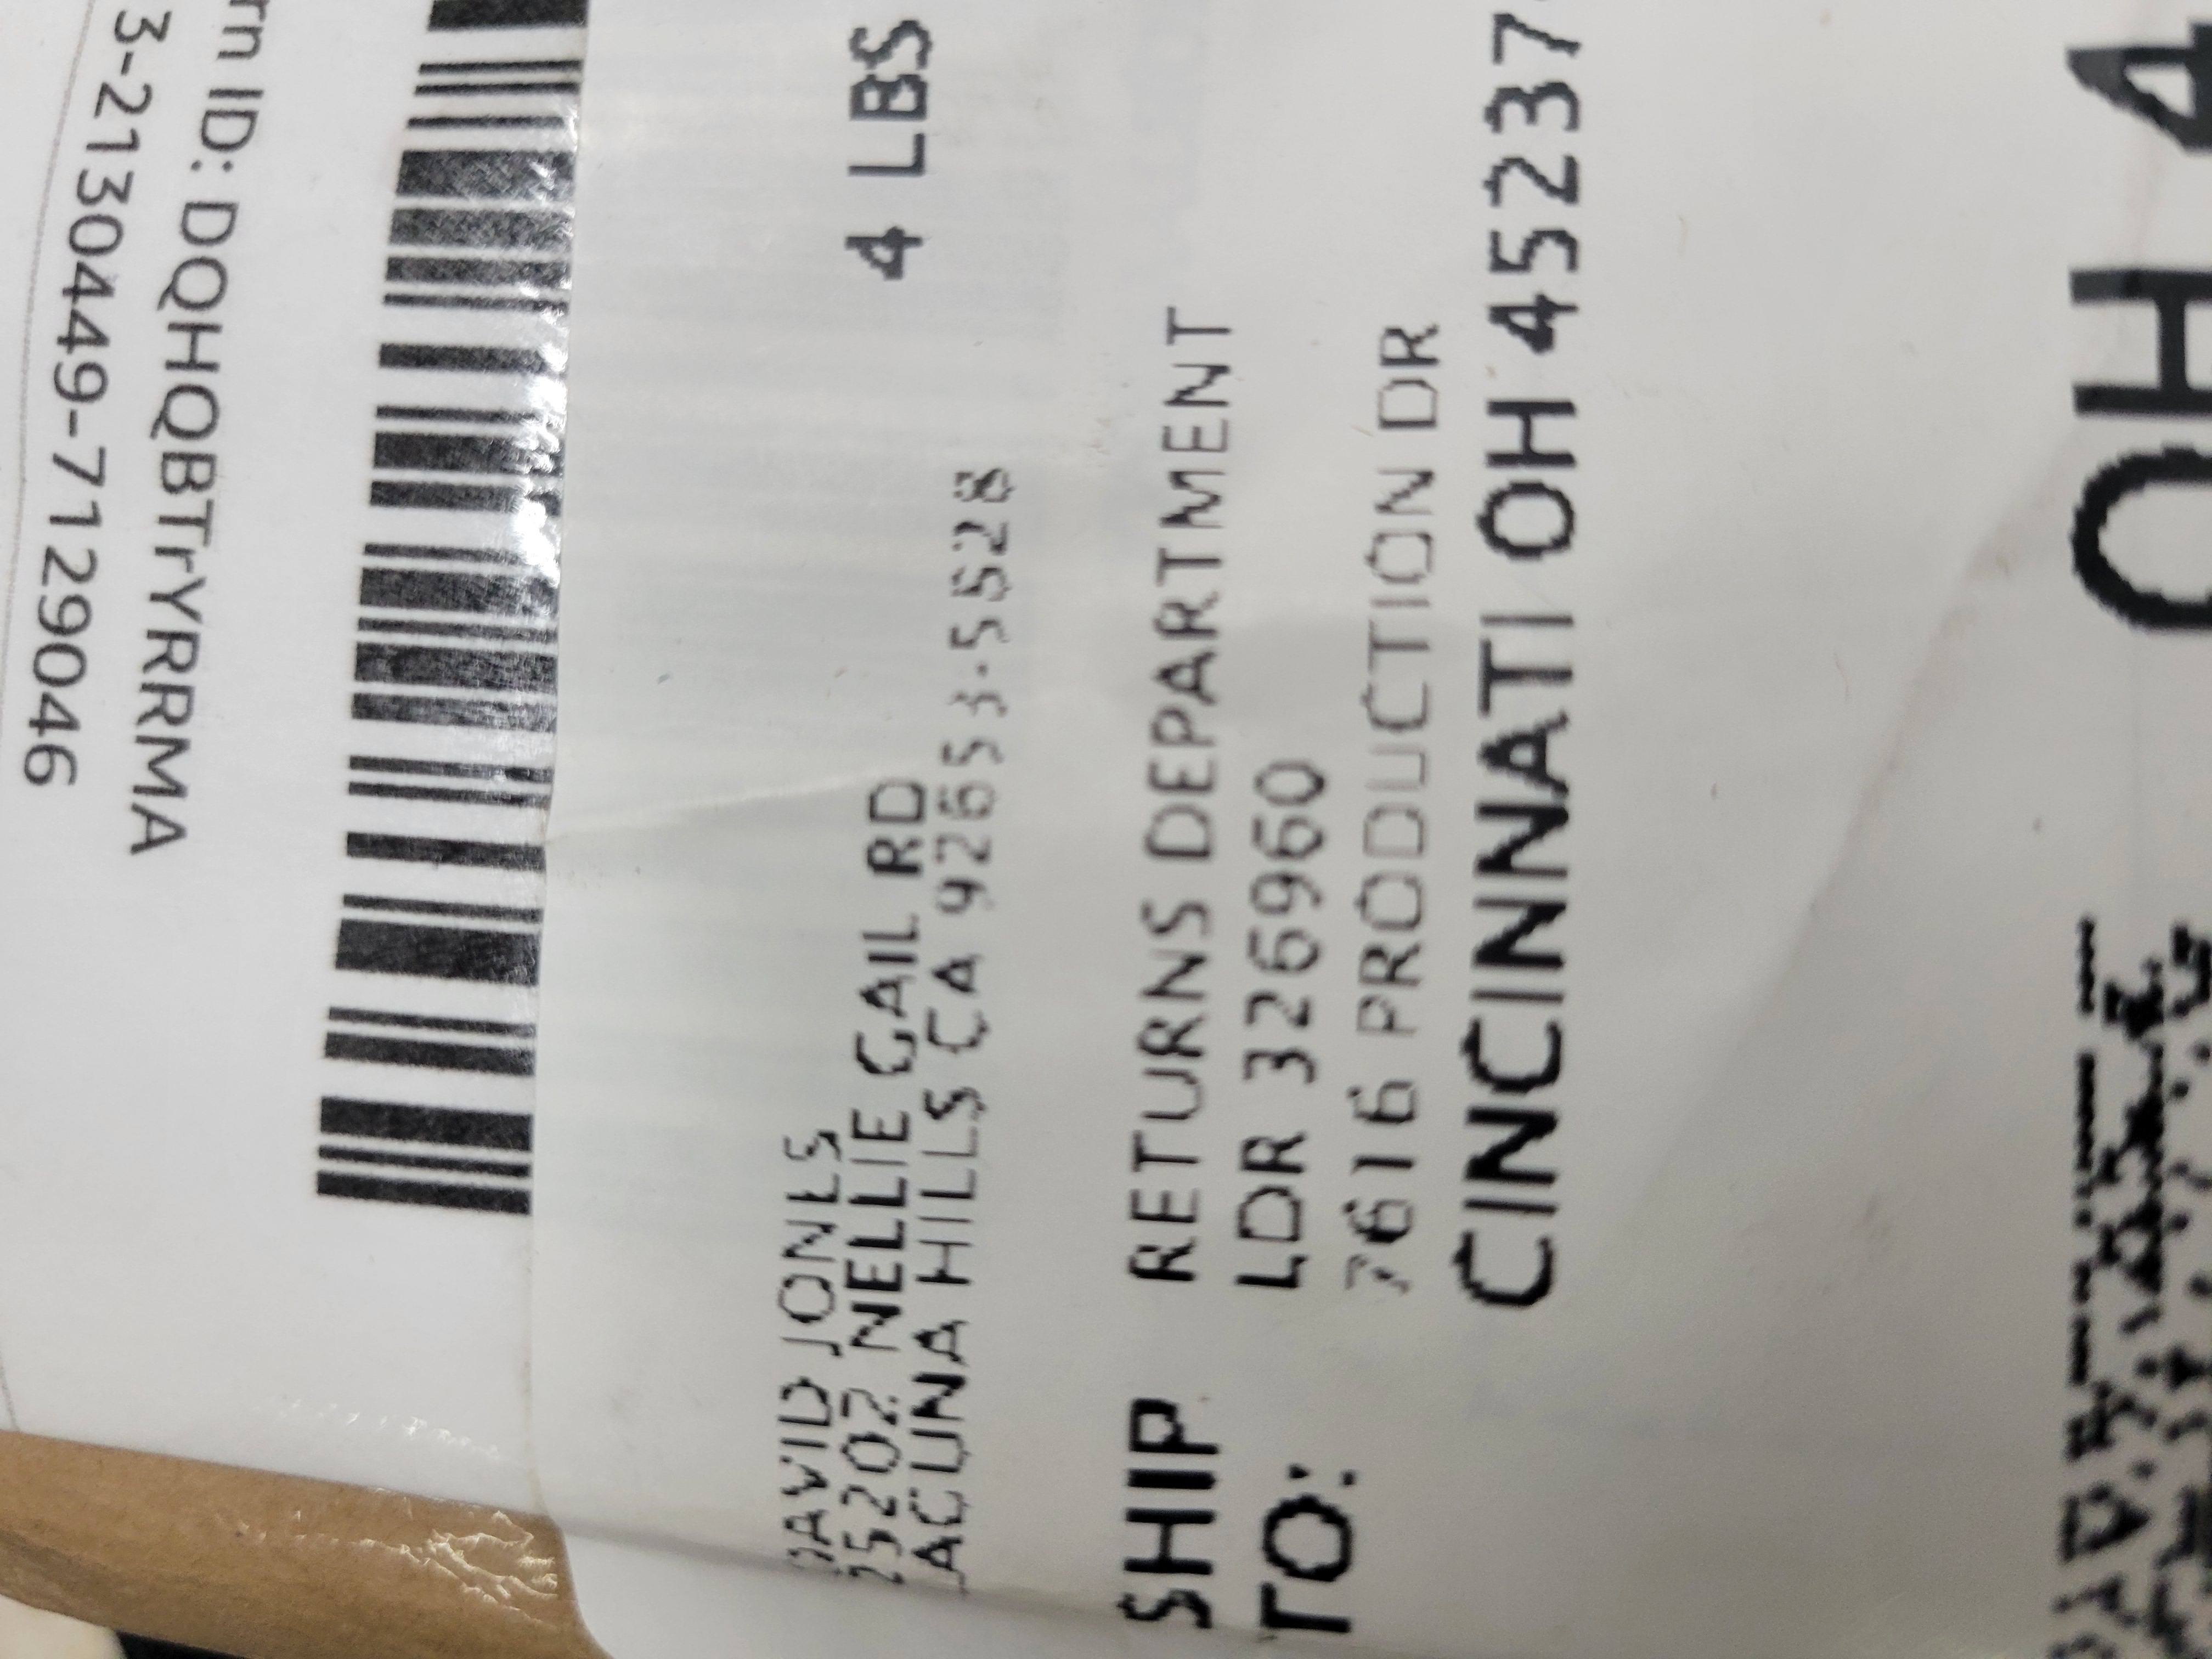 rn ID: DQHQBTrYRRMA
3-2130449-7129046
4 LBS
DAVID JONES
25202 NELLIE GAIL RD
LAGUNA HILLS CA 92653-5528
SHIP
TO:
RETURNS DEPARTMENT
LDR 326960
7616 PRODUCTION DR
CINCINNATI OH 45237
OH 4